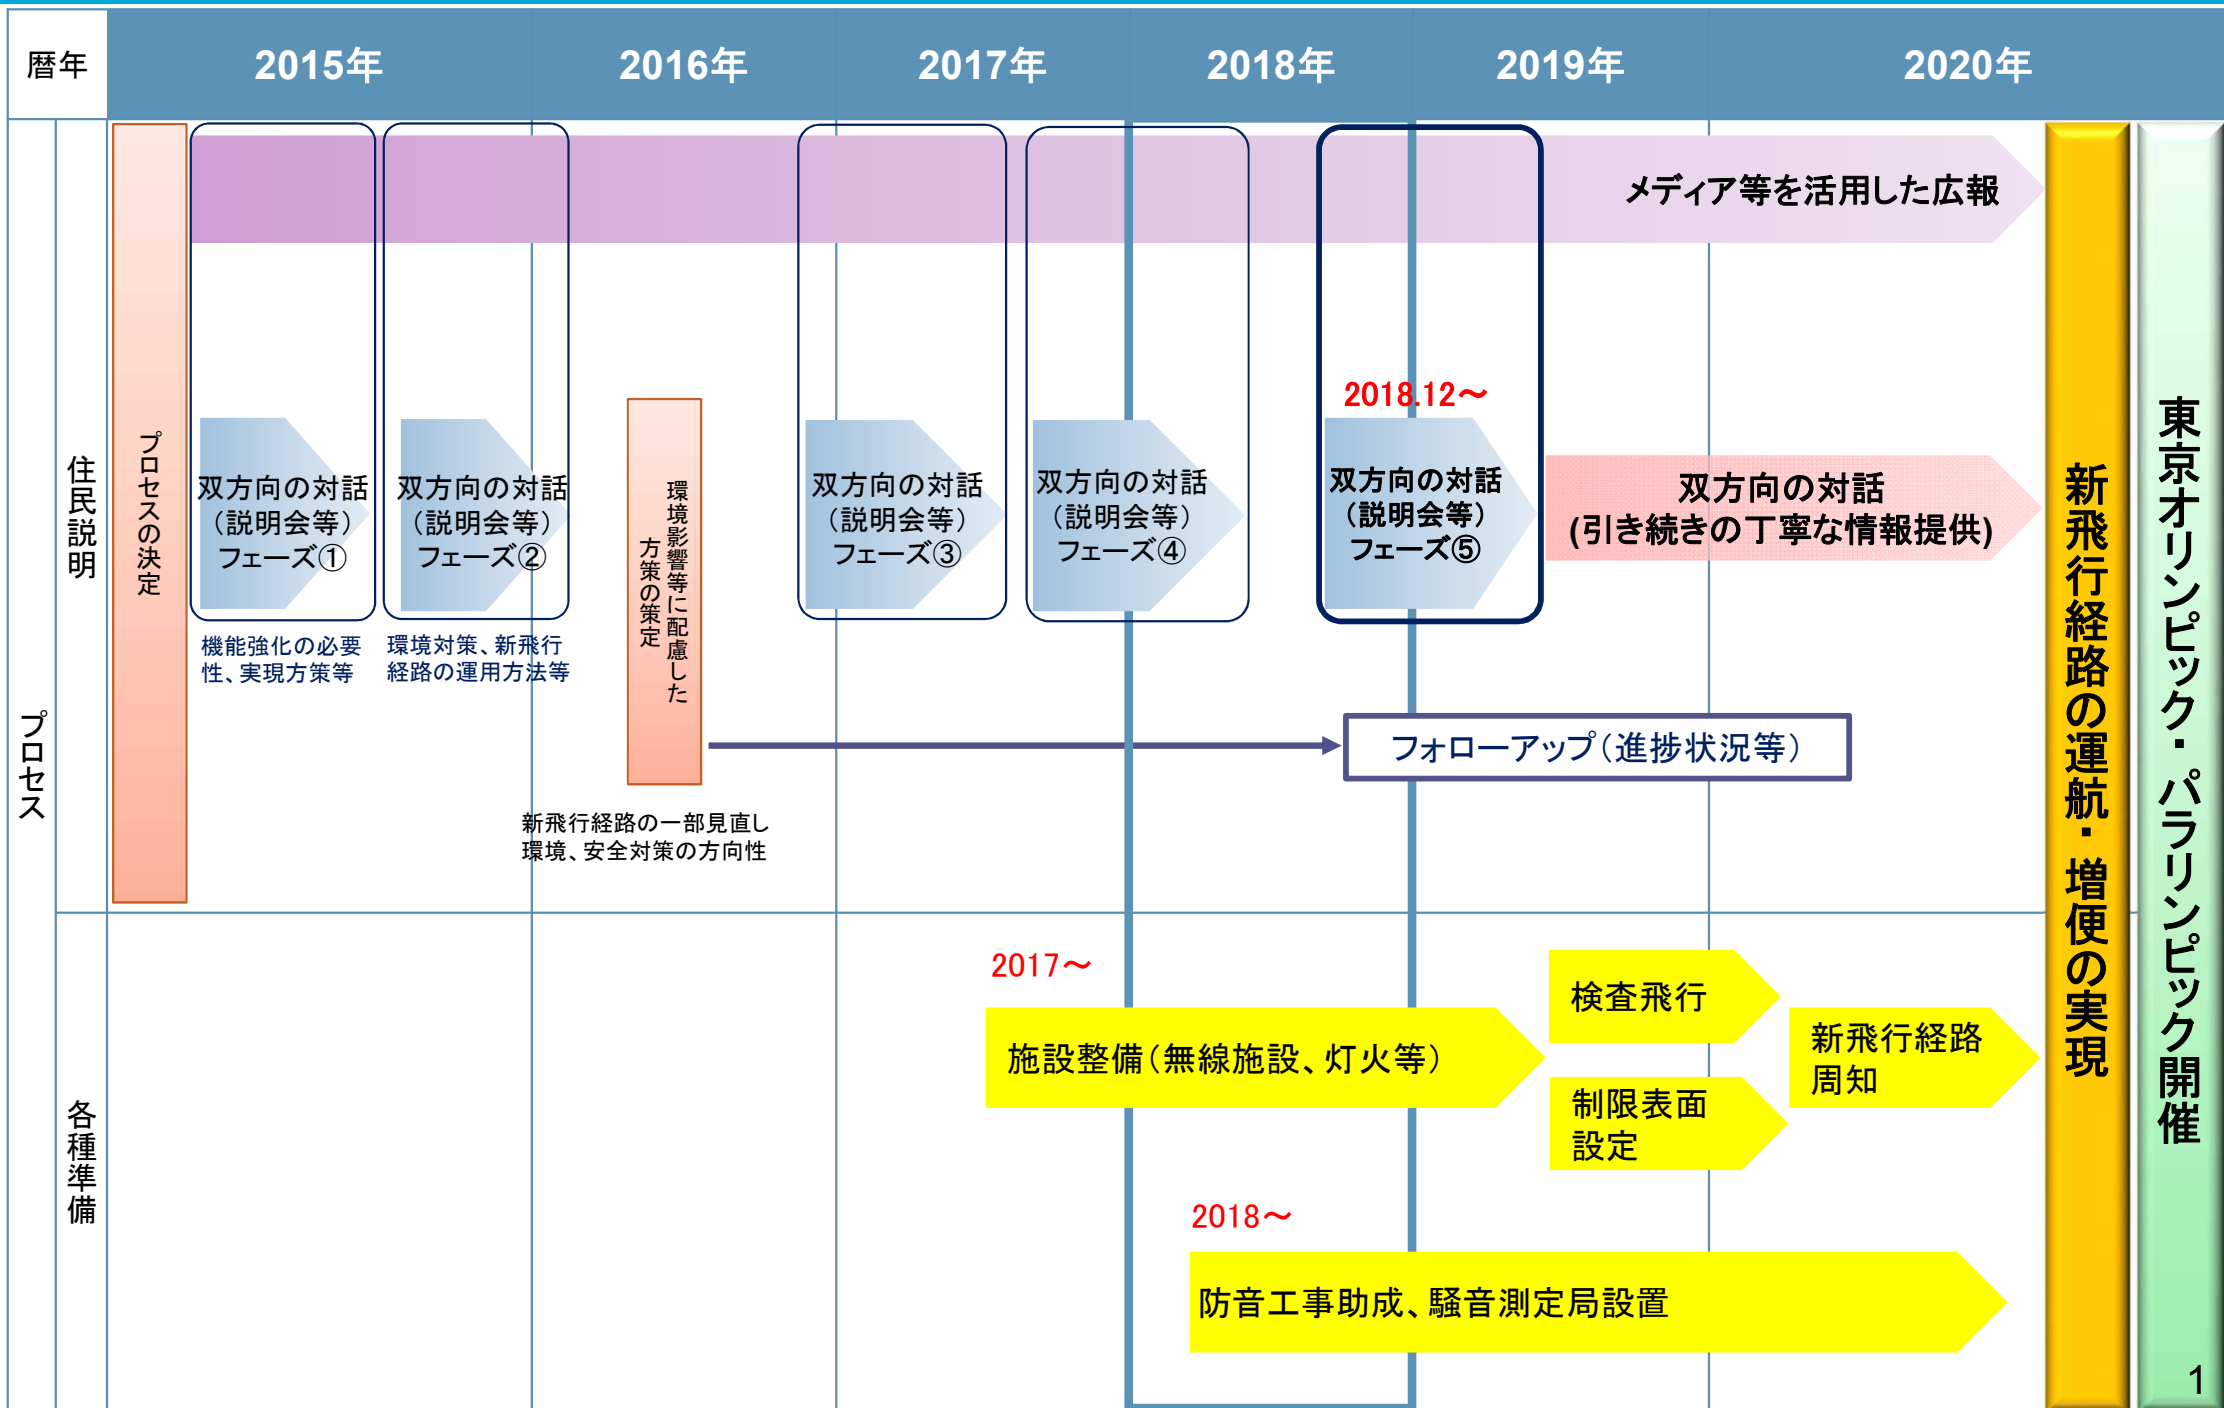 暦年
2015年
2016年
2017年
2018年
2019年
2020年
プロセス
住民説明
プロセスの決定
メディア等を活用した広報
双方向の対話
（説明会等）
フェーズ①
機能強化の必要
性、実現方策等
双方向の対話
（説明会等）
フェーズ②
環境対策、新飛行
経路の運用方法等
環境影響等に配慮した
方策の策定
新飛行経路の一部見直し
環境、安全対策の方向性
双方向の対話
（説明会等）
フェーズ③
双方向の対話
（説明会等）
フェーズ④
2018.12～
双方向の対話
（説明会等）
フェーズ⑤
双方向の対話
(引き続きの丁寧な情報提供)
フォローアップ（進捗状況等）
各種準備
2017～
施設整備（無線施設、灯火等）
検査飛行
制限表面
設定
新飛行経路
周知
2018～
防音工事助成、騒音測定局設置
新飛行経路の運航・増便の実現
東京オリンピック・パラリンピック開催
1